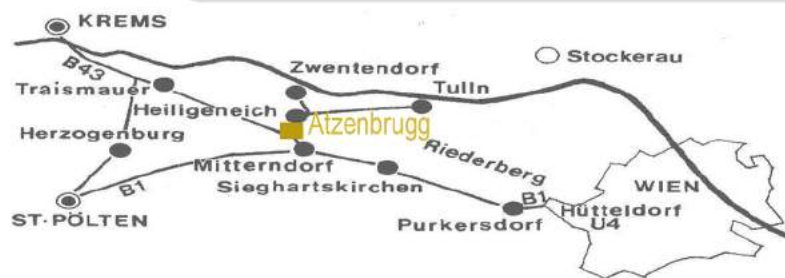 KREMS
Stockerau
B43
Zwentendorf
Traismauer
Tulln
Heiligeneich
Atzenbrugg
Herzogenburg
Mitterndorf
Riederberg
Sieghartskirchen
B1
WIEN
ST·PÖLTEN
B1
Hütteldorf
Purkersdorf
U4